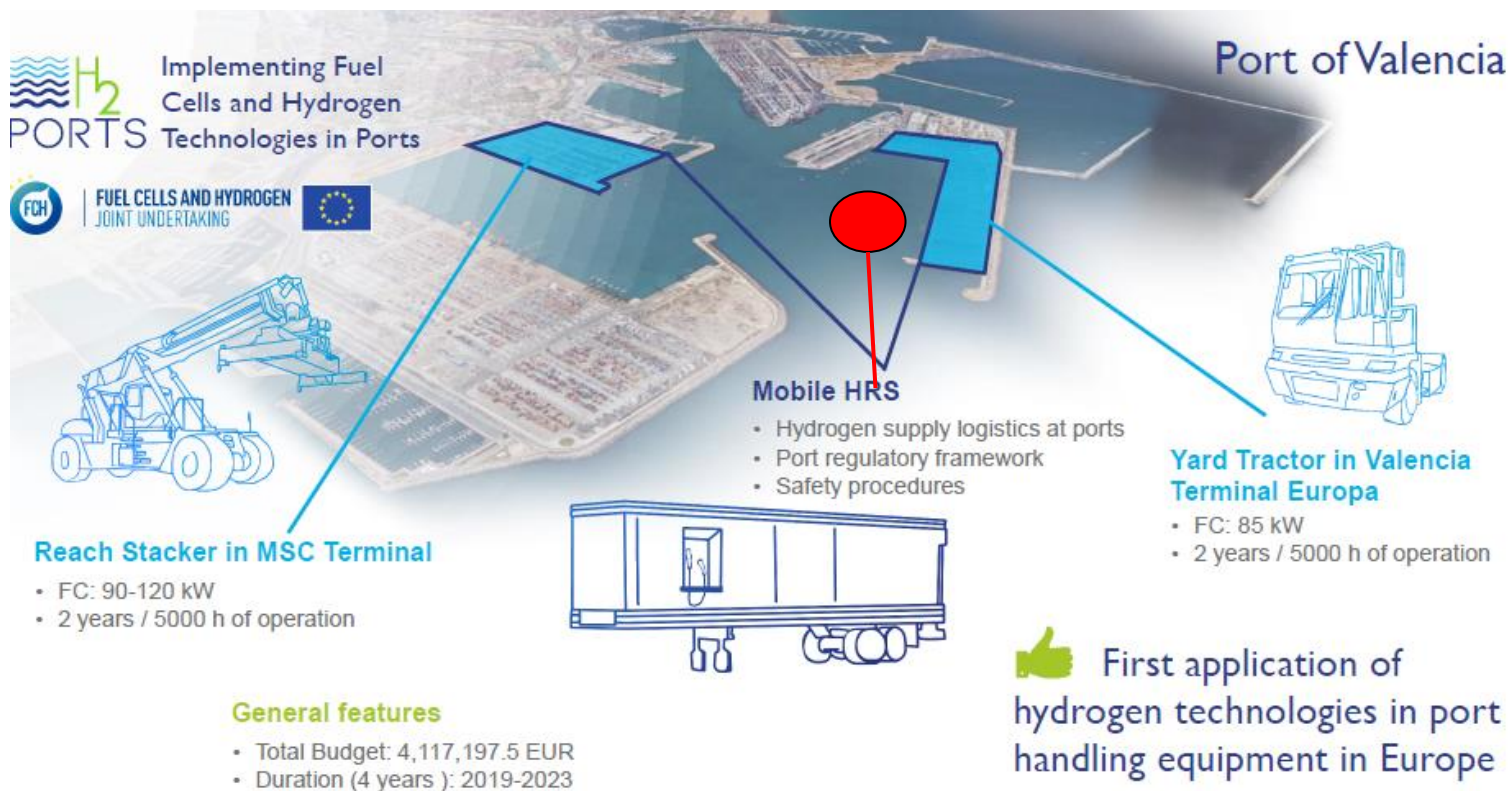 H2
PORTS
Implementing Fuel
Cells and Hydrogen
Technologies in Ports
Port of Valencia
FCH
FUEL CELLS AND HYDROGEN
JOINT UNDERTAKING
Mobile HRS
• Hydrogen supply logistics at ports
• Port regulatory framework
• Safety procedures
Yard Tractor in Valencia
Terminal Europa
• FC: 85 kW
• 2 years / 5000 h of operation
Reach Stacker in MSC Terminal
• FC: 90-120 kW
• 2 years / 5000 h of operation
First application of
hydrogen technologies in port
handling equipment in Europe
General features
• Total Budget: 4,117,197.5 EUR
• Duration (4 years ): 2019-2023